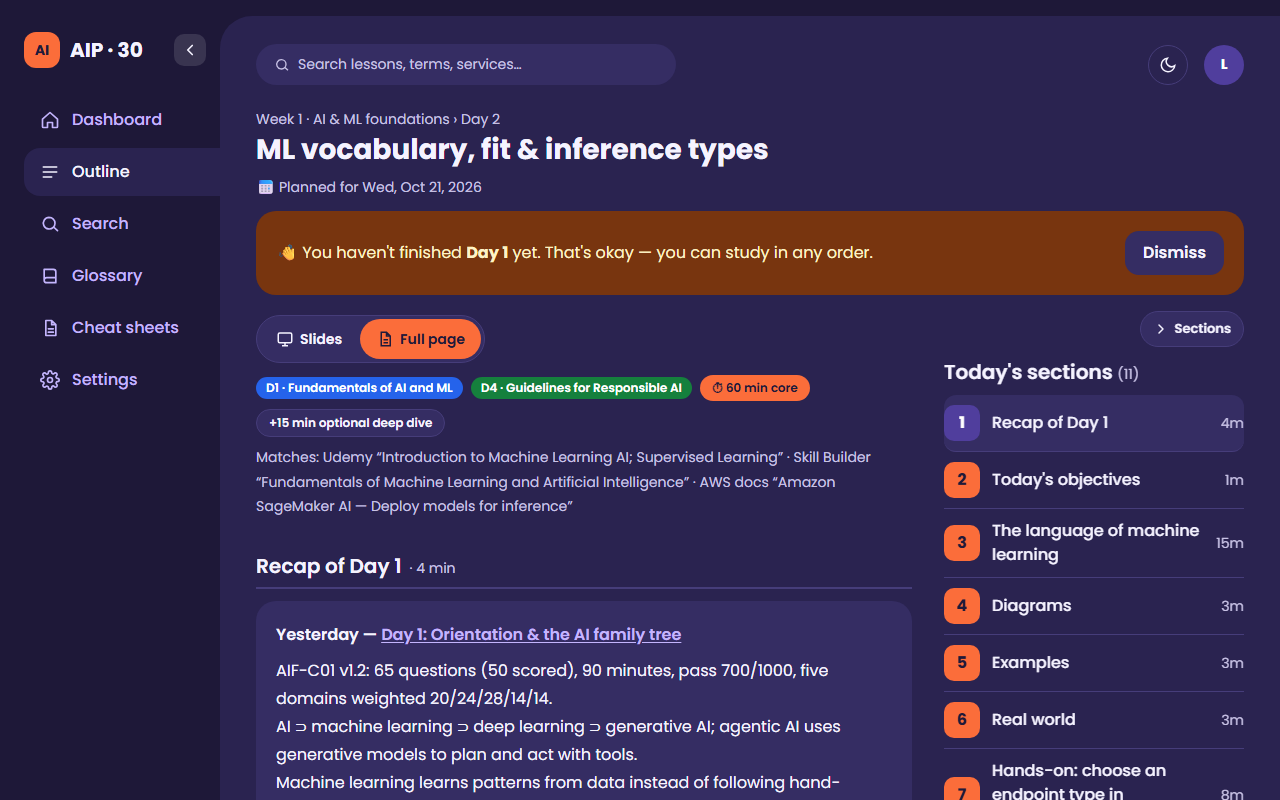 AI AIP · 30
Dashboard
Outline
Search
Glossary
Cheat sheets
Settings
Search lessons, terms, services…
L
Week 1 · AI & ML foundations › Day 2
ML vocabulary, fit & inference types
Planned for Wed, Oct 21, 2026
You haven't finished Day 1 yet. That's okay — you can study in any order.
Dismiss
Slides
Full page
D1 · Fundamentals of AI and ML
D4 · Guidelines for Responsible AI
60 min core
+15 min optional deep dive
Matches: Udemy “Introduction to Machine Learning AI; Supervised Learning” · Skill Builder
“Fundamentals of Machine Learning and Artificial Intelligence” · AWS docs “Amazon
SageMaker AI — Deploy models for inference”
Recap of Day 1 · 4 min
Yesterday — Day 1: Orientation & the AI family tree
AIF-C01 v1.2: 65 questions (50 scored), 90 minutes, pass 700/1000, five
domains weighted 20/24/28/14/14.
AI ⊃ machine learning ⊃ deep learning ⊃ generative AI; agentic AI uses
generative models to plan and act with tools.
Machine learning learns patterns from data instead of following hand-
Sections
Today's sections (11)
1 Recap of Day 1 4m
2 Today's objectives 1m
3 The language of machine
learning 15m
4 Diagrams 3m
5 Examples 3m
6 Real world 3m
Hands-on: choose an
7 endpoint type in 8m